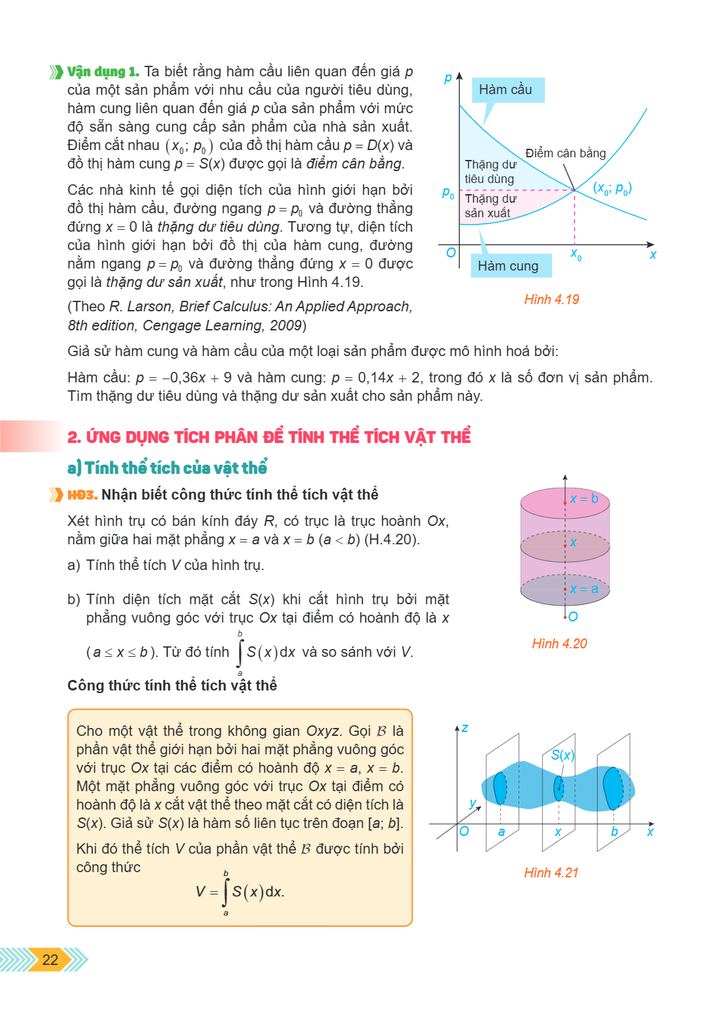 Vận dụng 1. Ta biết rằng hàm cầu liên quan đến giá p
của một sản phẩm với nhu cầu của người tiêu dùng,
hàm cung liên quan đến giá p của sản phẩm với mức
độ sẵn sàng cung cấp sản phẩm của nhà sản xuất.
Điểm cắt nhau (x₀; p₀) của đồ thị hàm cầu p = D(x) và
đồ thị hàm cung p = S(x) được gọi là điểm cân bằng.
Các nhà kinh tế gọi diện tích của hình giới hạn bởi
đồ thị hàm cầu, đường ngang p = p₀ và đường thẳng
đứng x = 0 là thặng dư tiêu dùng. Tương tự, diện tích
của hình giới hạn bởi đồ thị của hàm cung, đường
nằm ngang p = p₀ và đường thẳng đứng x = 0 được
gọi là thặng dư sản xuất, như trong Hình 4.19.
(Theo R. Larson, Brief Calculus: An Applied Approach,
8th edition, Cengage Learning, 2009)
p
Hàm cầu
Điểm cân bằng
Thặng dư
tiêu dùng
p₀
(x₀; p₀)
Thặng dư
sản xuất
O
x₀
x
Hàm cung
Hình 4.19
Giả sử hàm cung và hàm cầu của một loại sản phẩm được mô hình hoá bởi:
Hàm cầu: p = −0,36x + 9 và hàm cung: p = 0,14x + 2, trong đó x là số đơn vị sản phẩm.
Tìm thặng dư tiêu dùng và thặng dư sản xuất cho sản phẩm này.
2. ỨNG DỤNG TÍCH PHÂN ĐỂ TÍNH THỂ TÍCH VẬT THỂ
a) Tính thể tích của vật thể
HĐ3. Nhận biết công thức tính thể tích vật thể
Xét hình trụ có bán kính đáy R, có trục là trục hoành Ox,
nằm giữa hai mặt phẳng x = a và x = b (a < b) (H.4.20).
a) Tính thể tích V của hình trụ.
b) Tính diện tích mặt cắt S(x) khi cắt hình trụ bởi mặt
phẳng vuông góc với trục Ox tại điểm có hoành độ là x
(a ≤ x ≤ b). Từ đó tính ∫ₐᵇ S(x)dx và so sánh với V.
x = b
x
x = a
O
Hình 4.20
Công thức tính thể tích vật thể
Cho một vật thể trong không gian Oxyz. Gọi ℬ là
phần vật thể giới hạn bởi hai mặt phẳng vuông góc
với trục Ox tại các điểm có hoành độ x = a, x = b.
Một mặt phẳng vuông góc với trục Ox tại điểm có
hoành độ là x cắt vật thể theo mặt cắt có diện tích là
S(x). Giả sử S(x) là hàm số liên tục trên đoạn [a; b].
Khi đó thể tích V của phần vật thể ℬ được tính bởi
công thức
V = ∫ₐᵇ S(x)dx.
z
S(x)
y
O a x b x
Hình 4.21
22